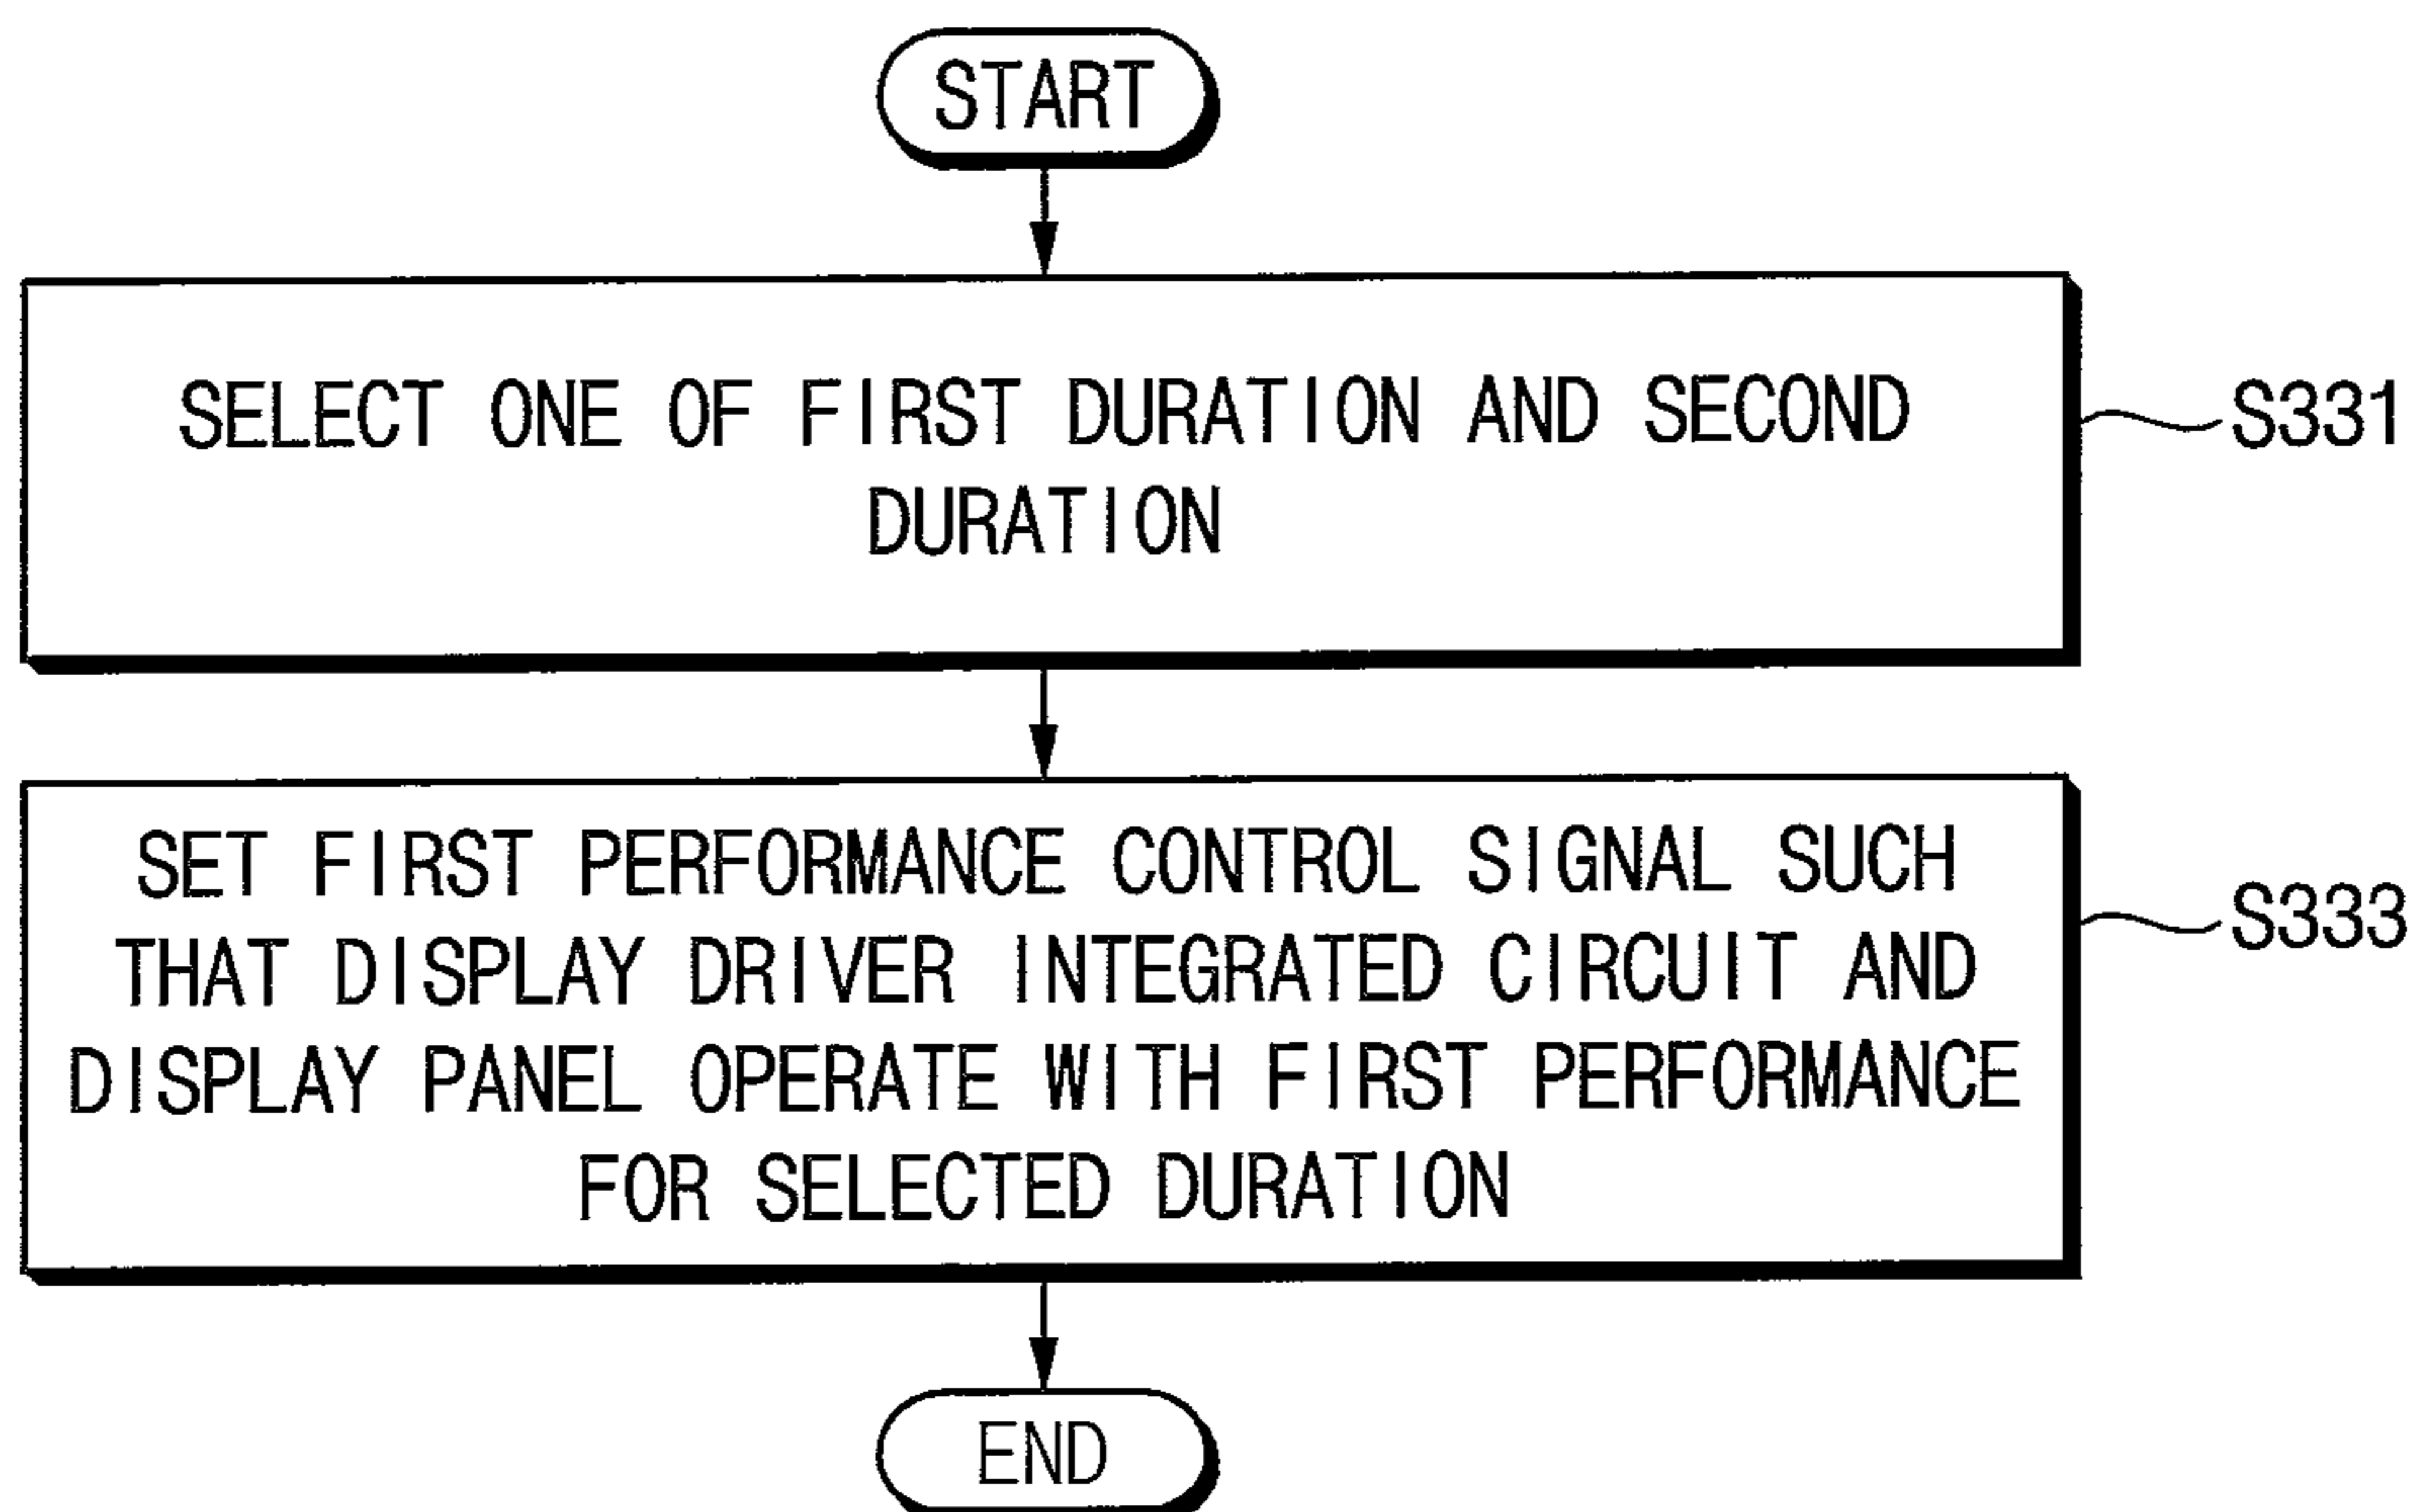 START
SELECT ONE OF FIRST DURATION AND SECOND
DURATION
S331
SET FIRST PERFORMANCE CONTROL SIGNAL SUCH
THAT DISPLAY DRIVER INTEGRATED CIRCUIT AND
DISPLAY PANEL OPERATE WITH FIRST PERFORMANCE
FOR SELECTED DURATION
S333
END